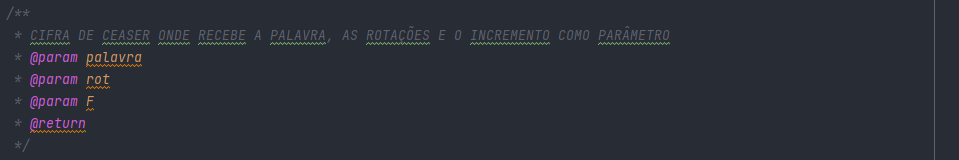 /**
* CIFRA DE CEASER ONDE RECEBE A PALAVRA, AS ROTAÇÕES E O INCREMENTO COMO PARÂMETRO
* @param palavra
* @param rot
* @param F
* @return
*/